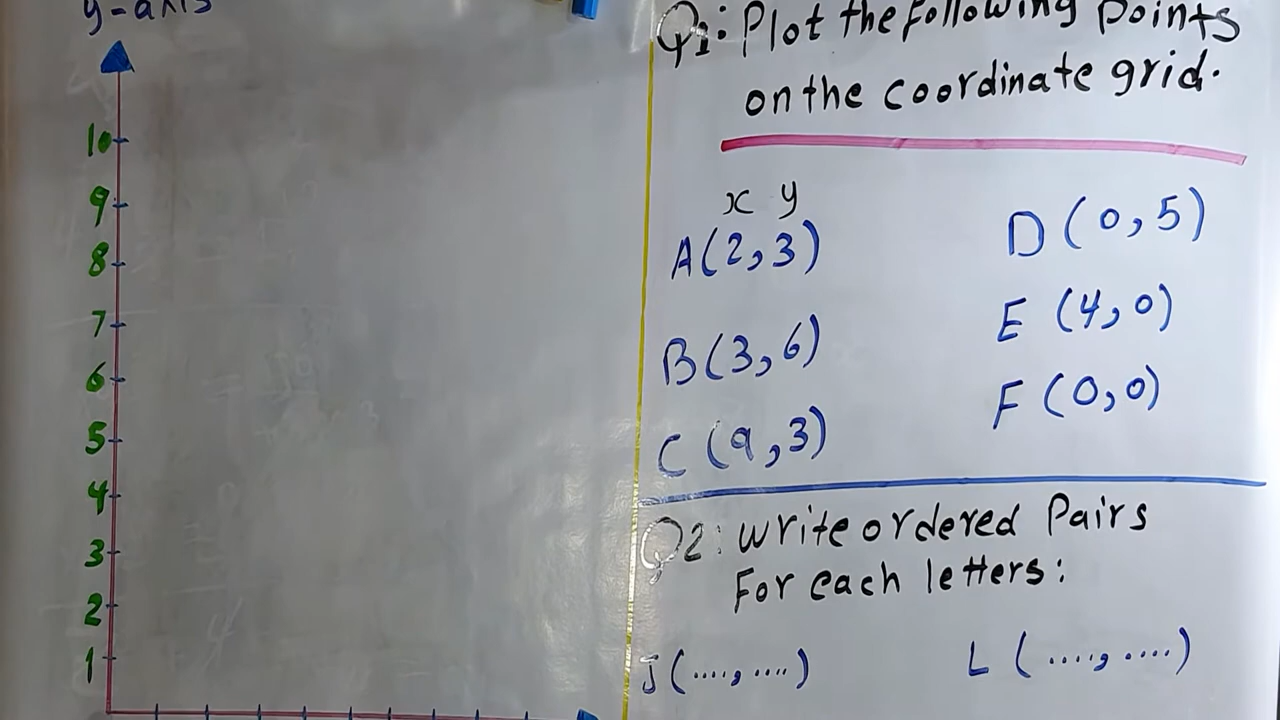 y-axis
10
9
8
7
6
5
4
3
2
1
Q1: Plot the following points
on the coordinate grid.
x y
A(2,3)
B(3,6)
C(9,3)
D(0,5)
E(4,0)
F(0,0)
Q2: Write ordered Pairs
For each letters:
J(....,....)
L(....,....)